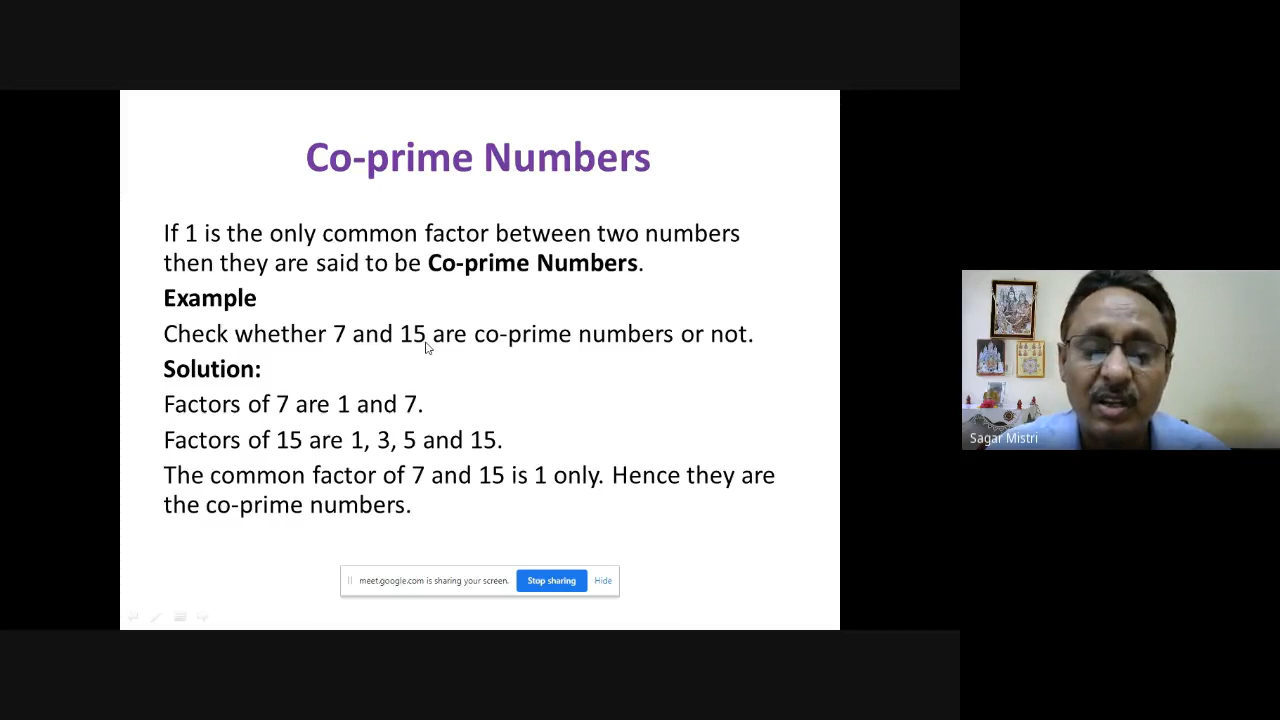 Co-prime Numbers
If 1 is the only common factor between two numbers
then they are said to be Co-prime Numbers.
Example
Check whether 7 and 15 are co-prime numbers or not.
Solution:
Factors of 7 are 1 and 7.
Factors of 15 are 1, 3, 5 and 15.
The common factor of 7 and 15 is 1 only. Hence they are
the co-prime numbers.
meet.google.com is sharing your screen.
Stop sharing
Hide
Sagar Mistri